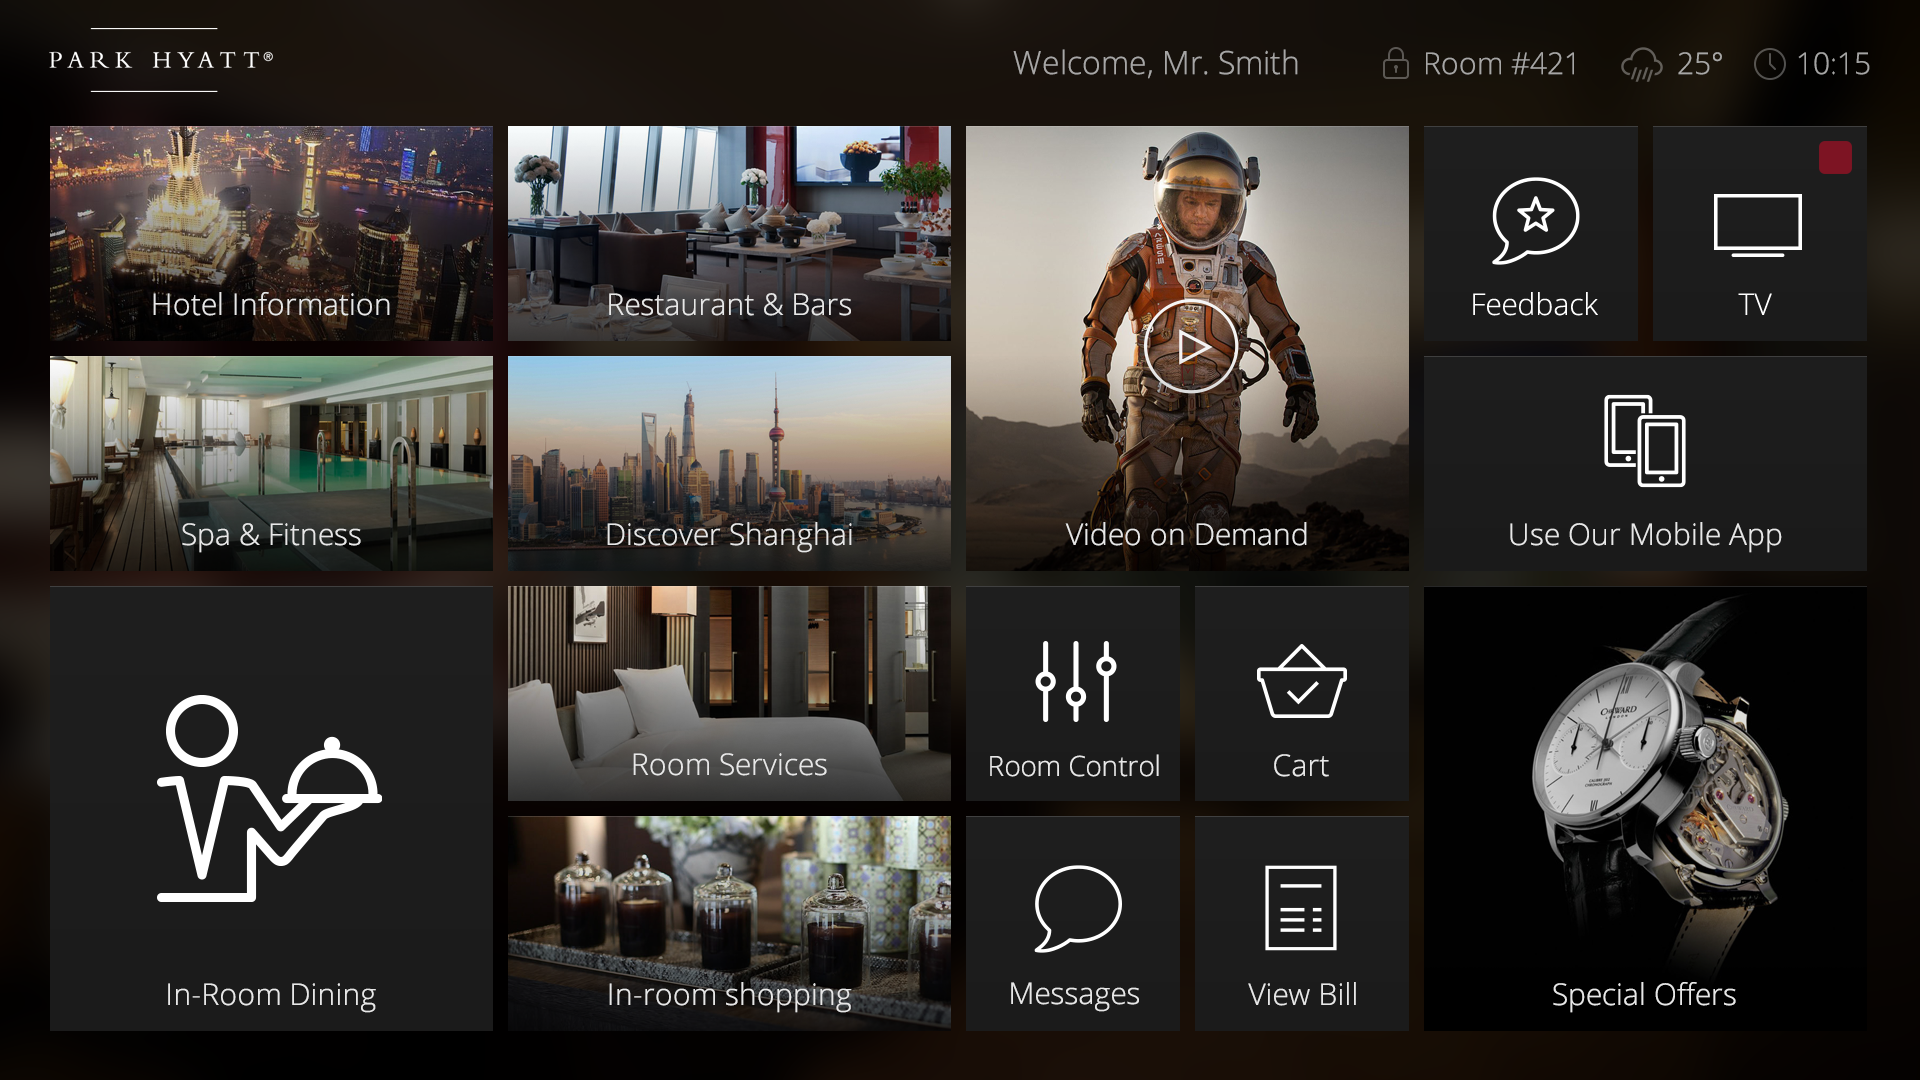 PARK HYATT®
Welcome, Mr. Smith
Room #421
25°
10:15
Hotel Information
Restaurant & Bars
Video on Demand
Feedback
TV
Spa & Fitness
Discover Shanghai
Use Our Mobile App
In-Room Dining
Room Services
Room Control
Cart
Special Offers
In-room shopping
Messages
View Bill